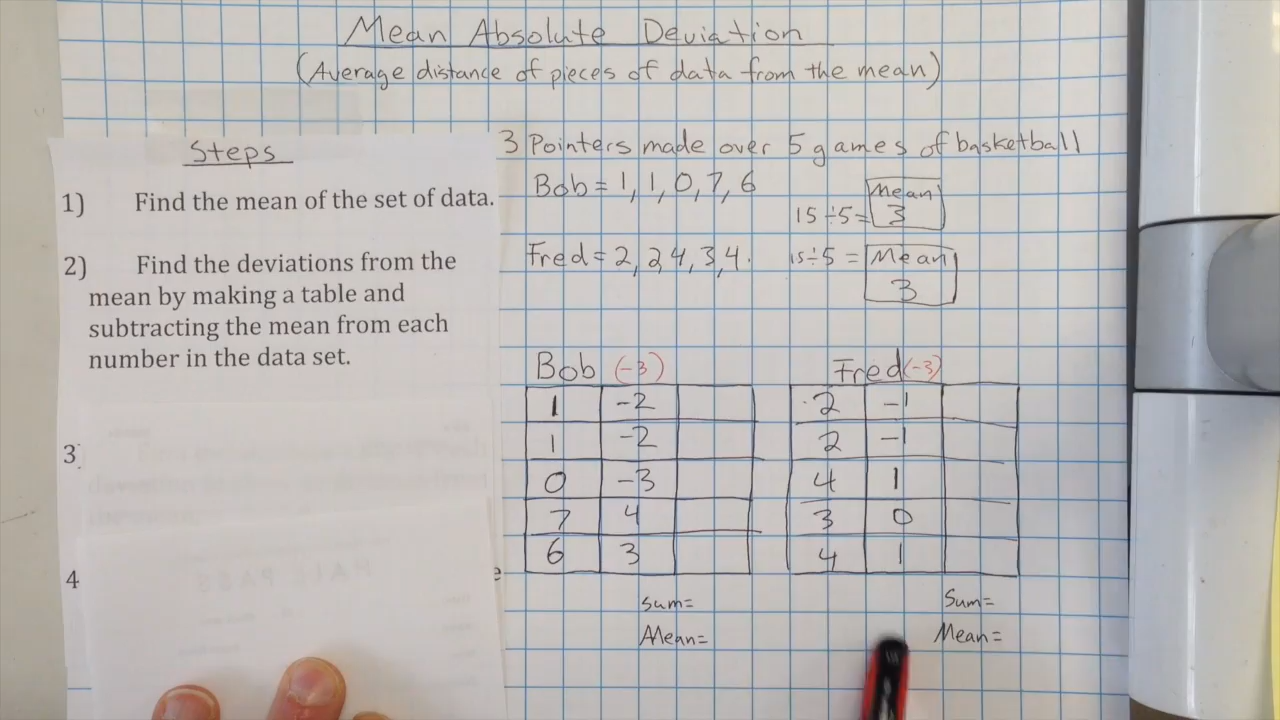 Mean Absolute Deviation
(Average distance of pieces of data from the mean)
Steps
1) Find the mean of the set of data.
2) Find the deviations from the
mean by making a table and
subtracting the mean from each
number in the data set.
3
4
e
3 Pointers made over 5 games of basketball
Bob = 1, 1, 0, 7, 6
15 ÷ 5 = Mean
3
Fred = 2, 2, 4, 3, 4.
15 ÷ 5 = Mean
3
Bob (-3)
1 -2
1 -2
0 -3
7 4
6 3
Sum=
Mean=
Fred (-3)
2 -1
2 -1
4 1
3 0
4 1
Sum=
Mean=